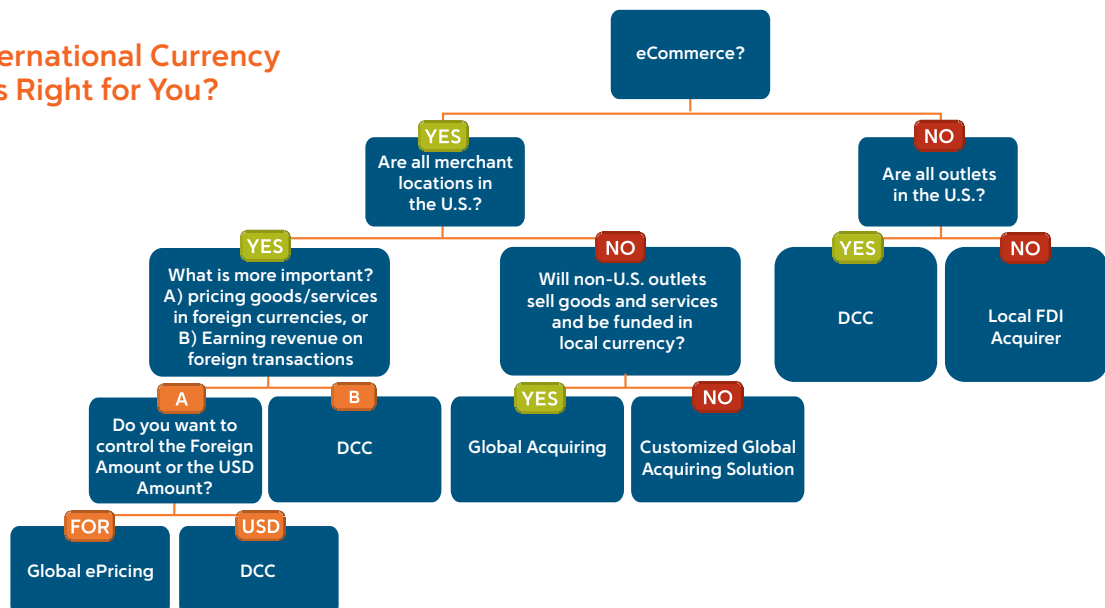 ernational Currency
s Right for You?
eCommerce?
YES
NO
Are all merchant
locations in
the U.S.?
Are all outlets
in the U.S.?
YES
NO
YES
NO
What is more important?
A) pricing goods/services
in foreign currencies, or
B) Earning revenue on
foreign transactions
Will non-U.S. outlets
sell goods and services
and be funded in
local currency?
DCC
Local FDI
Acquirer
A
B
YES
NO
Do you want to
control the Foreign
Amount or the USD
Amount?
DCC
Global Acquiring
Customized Global
Acquiring Solution
FOR
USD
Global ePricing
DCC